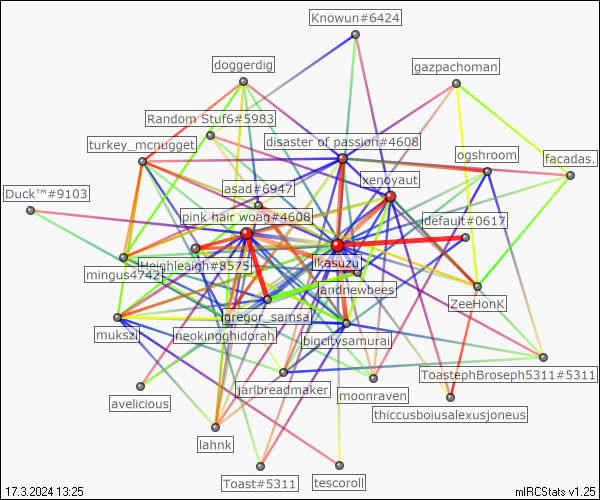 Knowun#6424
doggerdig
gazpachoman
Random Stuf6#5983
turkey_mcnugget
disaster of passion#4608
ogshroom
facadas.
xenoyaut
asad#6947
Duck™#9103
pink hair woag#4608
default#0617
likasuzu
Heighleaigh#8575
mingus4742
andnewbees
ZeeHonK
gregor_samsa
mukszi
neokingghidorah
bigcitysamurai
ToastephBroseph5311#5311
jarlbreadmaker
moonraven
avelicious
thiccusboiusalexusjoneus
lahnk
Toast#5311
tescoroll
17.3.2024 13:25
mIRCStats v1.25